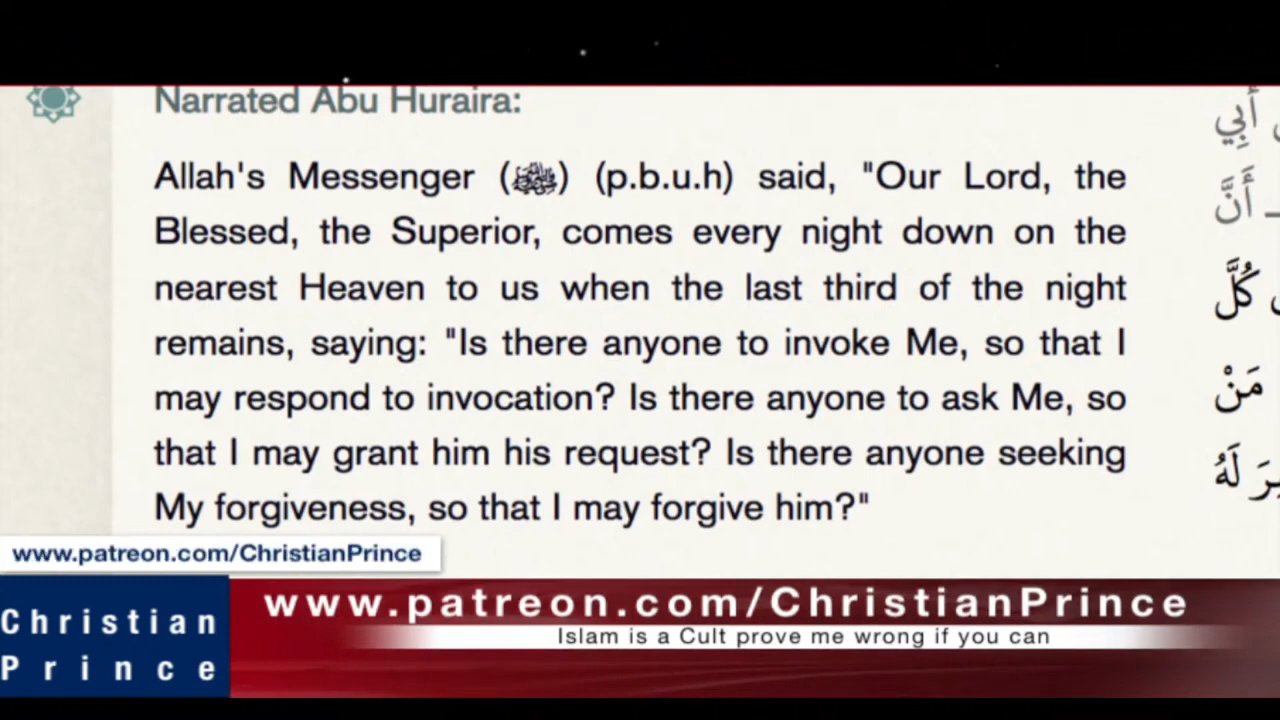 Narrated Abu Huraira:
Allah's Messenger (ﷺ) (p.b.u.h) said, "Our Lord, the
Blessed, the Superior, comes every night down on the
nearest Heaven to us when the last third of the night
remains, saying: "Is there anyone to invoke Me, so that I
may respond to invocation? Is there anyone to ask Me, so
that I may grant him his request? Is there anyone seeking
My forgiveness, so that I may forgive him?"
أَبِي
أَنَّ
كُلَّ
مَنْ
لَهُ
www.patreon.com/ChristianPrince
Christian
Prince
www.patreon.com/ChristianPrince
Islam is a Cult prove me wrong if you can